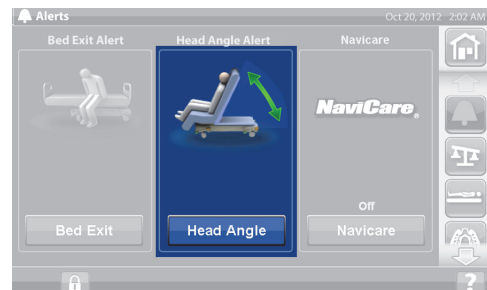 Alerts
Oct 20, 2012 2:02 AM
Bed Exit Alert
Head Angle Alert
Navicare
NaviCare®
Off
Bed Exit
Head Angle
Navicare
?